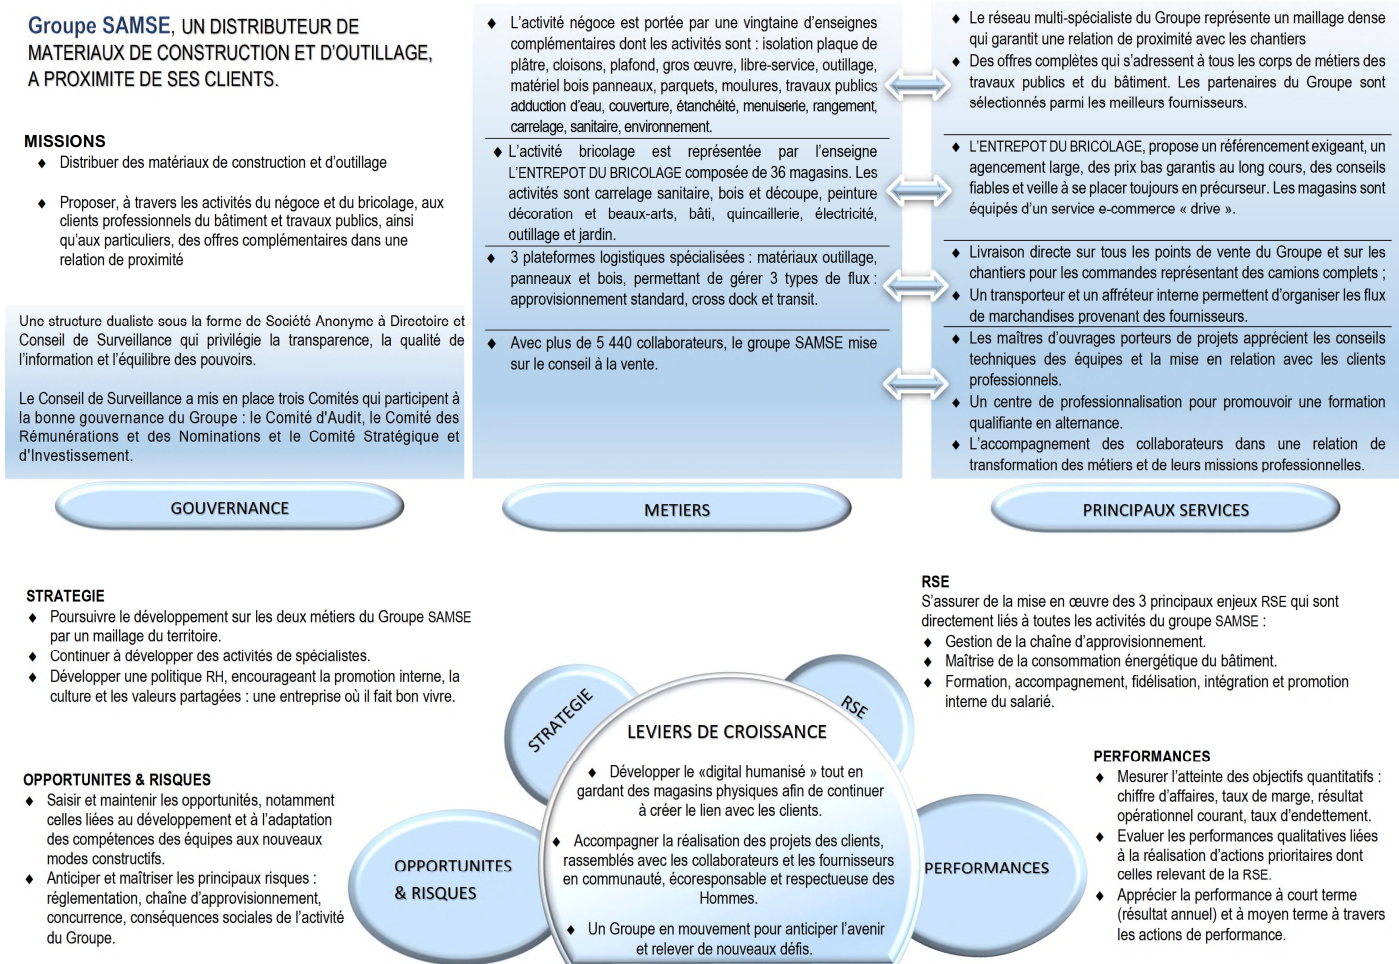 Groupe SAMSE, UN DISTRIBUTEUR DE
MATERIAUX DE CONSTRUCTION ET D'OUTILLAGE,
A PROXIMITE DE SES CLIENTS.
MISSIONS
♦ Distribuer des matériaux de construction et d'outillage
♦ Proposer, à travers les activités du négoce et du bricolage, aux
clients professionnels du bâtiment et travaux publics, ainsi
qu'aux particuliers, des offres complémentaires dans une
relation de proximité
Une structure dualiste sous la forme de Société Anonyme à Directoire et
Conseil de Surveillance qui privilégie la transparence, la qualité de
l'information et l'équilibre des pouvoirs.
Le Conseil de Surveillance a mis en place trois Comités qui participent à
la bonne gouvernance du Groupe : le Comité d'Audit, le Comité des
Rémunérations et des Nominations et le Comité Stratégique et
d'Investissement.
GOUVERNANCE
♦ L'activité négoce est portée par une vingtaine d'enseignes
complémentaires dont les activités sont : isolation plaque de
plâtre, cloisons, plafond, gros œuvre, libre-service, outillage,
matériel bois panneaux, parquets, moulures, travaux publics
adduction d'eau, couverture, étanchéité, menuiserie, rangement,
carrelage, sanitaire, environnement.
♦ L'activité bricolage est représentée par l'enseigne
L'ENTREPOT DU BRICOLAGE composée de 36 magasins. Les
activités sont carrelage sanitaire, bois et découpe, peinture
décoration et beaux-arts, bâti, quincaillerie, électricité,
outillage et jardin.
♦ 3 plateformes logistiques spécialisées : matériaux outillage,
panneaux et bois, permettant de gérer 3 types de flux :
approvisionnement standard, cross dock et transit.
♦ Avec plus de 5 440 collaborateurs, le groupe SAMSE mise
sur le conseil à la vente.
METIERS
♦ Le réseau multi-spécialiste du Groupe représente un maillage dense
qui garantit une relation de proximité avec les chantiers
♦ Des offres complètes qui s'adressent à tous les corps de métiers des
travaux publics et du bâtiment. Les partenaires du Groupe sont
sélectionnés parmi les meilleurs fournisseurs.
♦ L'ENTREPOT DU BRICOLAGE, propose un référencement exigeant, un
agencement large, des prix bas garantis au long cours, des conseils
fiables et veille à se placer toujours en précurseur. Les magasins sont
équipés d'un service e-commerce « drive ».
♦ Livraison directe sur tous les points de vente du Groupe et sur les
chantiers pour les commandes représentant des camions complets ;
♦ Un transporteur et un affréteur interne permettent d'organiser les flux
de marchandises provenant des fournisseurs.
♦ Les maîtres d'ouvrages porteurs de projets apprécient les conseils
techniques des équipes et la mise en relation avec les clients
professionnels.
♦ Un centre de professionnalisation pour promouvoir une formation
qualifiante en alternance.
♦ L'accompagnement des collaborateurs dans une relation de
transformation des métiers et de leurs missions professionnelles.
PRINCIPAUX SERVICES
STRATEGIE
♦ Poursuivre le développement sur les deux métiers du Groupe SAMSE
par un maillage du territoire.
♦ Continuer à développer des activités de spécialistes.
♦ Développer une politique RH, encourageant la promotion interne, la
culture et les valeurs partagées : une entreprise où il fait bon vivre.
OPPORTUNITES & RISQUES
♦ Saisir et maintenir les opportunités, notamment
celles liées au développement et à l'adaptation
des compétences des équipes aux nouveaux
modes constructifs.
♦ Anticiper et maîtriser les principaux risques :
réglementation, chaîne d'approvisionnement,
concurrence, conséquences sociales de l'activité
du Groupe.
STRATEGIE
RSE
OPPORTUNITES
& RISQUES
PERFORMANCES
LEVIERS DE CROISSANCE
♦ Développer le «digital humanisé » tout en
gardant des magasins physiques afin de continuer
à créer le lien avec les clients.
♦ Accompagner la réalisation des projets des clients,
rassemblés avec les collaborateurs et les fournisseurs
en communauté, écoresponsable et respectueuse des
Hommes.
♦ Un Groupe en mouvement pour anticiper l'avenir
et relever de nouveaux défis.
RSE
S'assurer de la mise en œuvre des 3 principaux enjeux RSE qui sont
directement liés à toutes les activités du groupe SAMSE :
♦ Gestion de la chaîne d'approvisionnement.
♦ Maîtrise de la consommation énergétique du bâtiment.
♦ Formation, accompagnement, fidélisation, intégration et promotion
interne du salarié.
PERFORMANCES
♦ Mesurer l'atteinte des objectifs quantitatifs :
chiffre d'affaires, taux de marge, résultat
opérationnel courant, taux d'endettement.
♦ Evaluer les performances qualitatives liées
à la réalisation d'actions prioritaires dont
celles relevant de la RSE.
♦ Apprécier la performance à court terme
(résultat annuel) et à moyen terme à travers
les actions de performance.